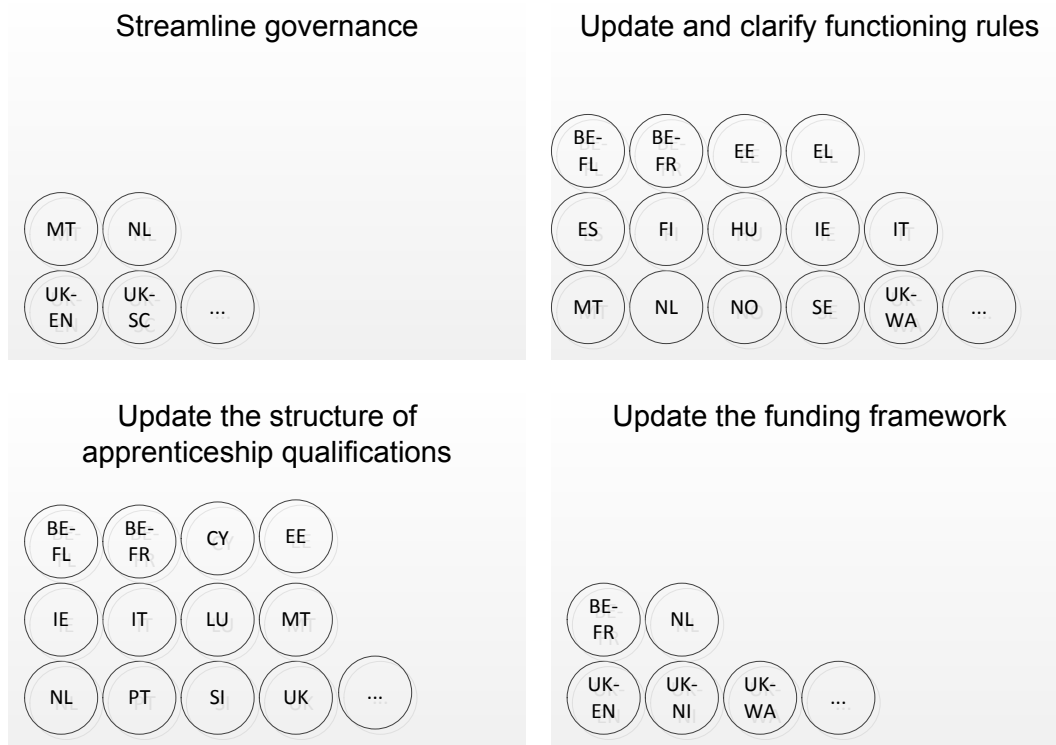 Streamline governance
MT NL
UK-
EN
UK-
SC
...
Update and clarify functioning rules
BE-
FL
BE-
FR
EE EL
ES FI HU IE IT
MT NL NO SE
UK-
WA
...
Update the structure of
apprenticeship qualifications
BE-
FL
BE-
FR
CY EE
IE IT LU MT
NL PT SI UK ...
Update the funding framework
BE-
FR
NL
UK-
EN
UK-
NI
UK-
WA
...